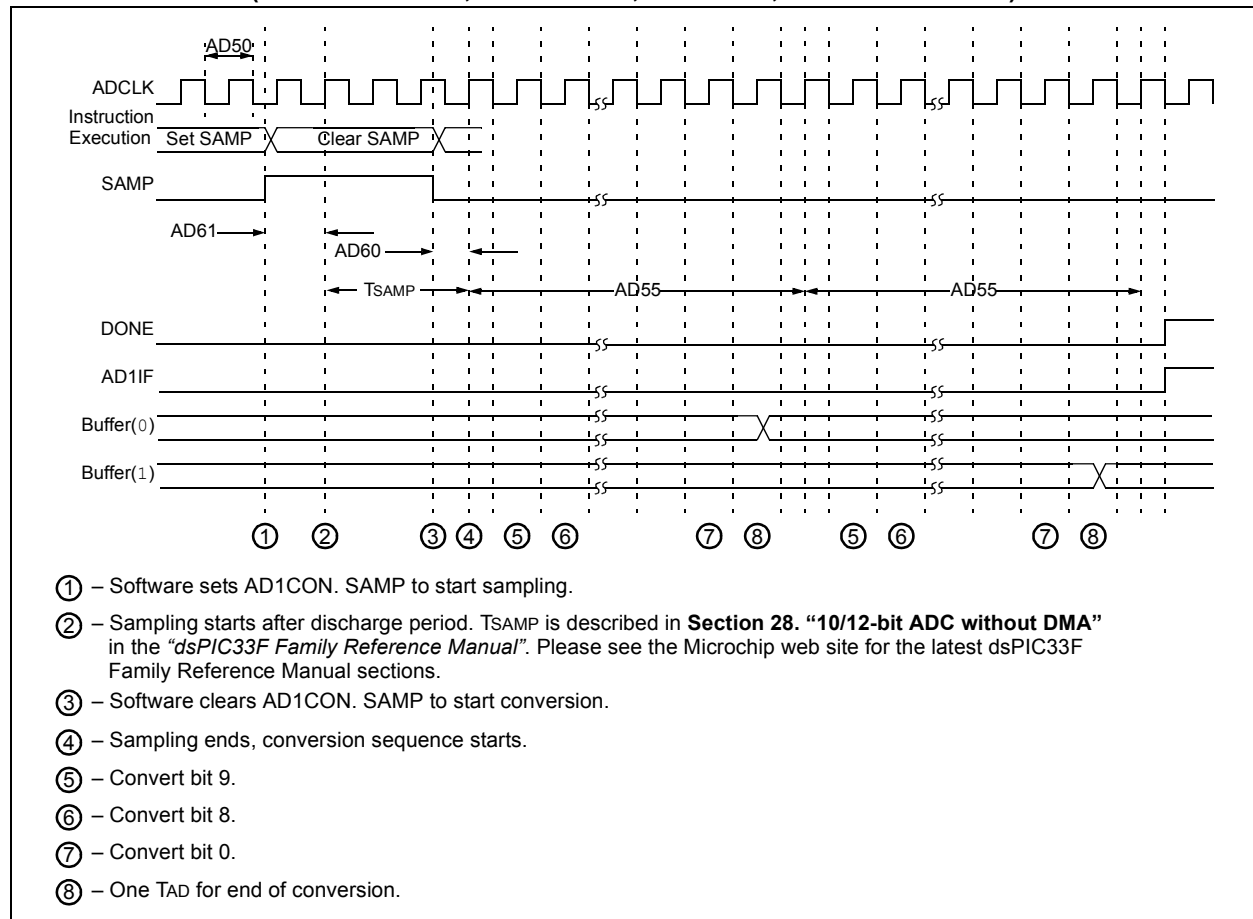 AD50
ADCLK
Instruction
Execution
Set SAMP
Clear SAMP
SAMP
AD61
AD60
TSAMP
AD55
AD55
DONE
AD1IF
Buffer(0)
Buffer(1)
1 2 3 4 5 6 7 8 5 6 7 8
1 – Software sets AD1CON. SAMP to start sampling.
2 – Sampling starts after discharge period. TSAMP is described in Section 28. “10/12-bit ADC without DMA”
in the “dsPIC33F Family Reference Manual”. Please see the Microchip web site for the latest dsPIC33F
Family Reference Manual sections.
3 – Software clears AD1CON. SAMP to start conversion.
4 – Sampling ends, conversion sequence starts.
5 – Convert bit 9.
6 – Convert bit 8.
7 – Convert bit 0.
8 – One TAD for end of conversion.